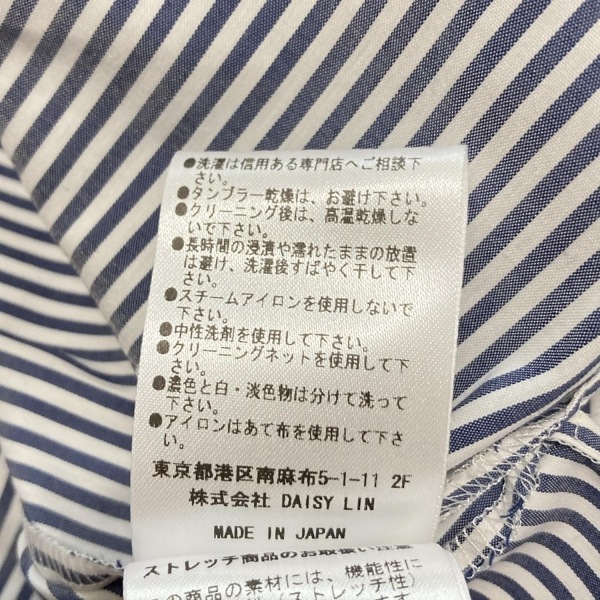 ●洗濯は信用ある専門店へご相談下
さい。
●タンブラー乾燥は、お避け下さい。
●クリーニング後は、高温乾燥しな
いで下さい。
●長時間の浸漬や濡れたままの放置
は避け、洗濯後すばやく干して下
さい。
●スチームアイロンを使用しないで
下さい。
●中性洗剤を使用して下さい。
●クリーニングネットを使用して下
さい。
●濃色と白・淡色物は分けて洗って
下さい。
●アイロンはあて布を使用して下さ
い。
東京都港区南麻布5-1-11 2F
株式会社 DAISY LIN
MADE IN JAPAN
ストレッチ商品のお取扱い注意
この商品の素材には、機能性に
(ストレッチ性)